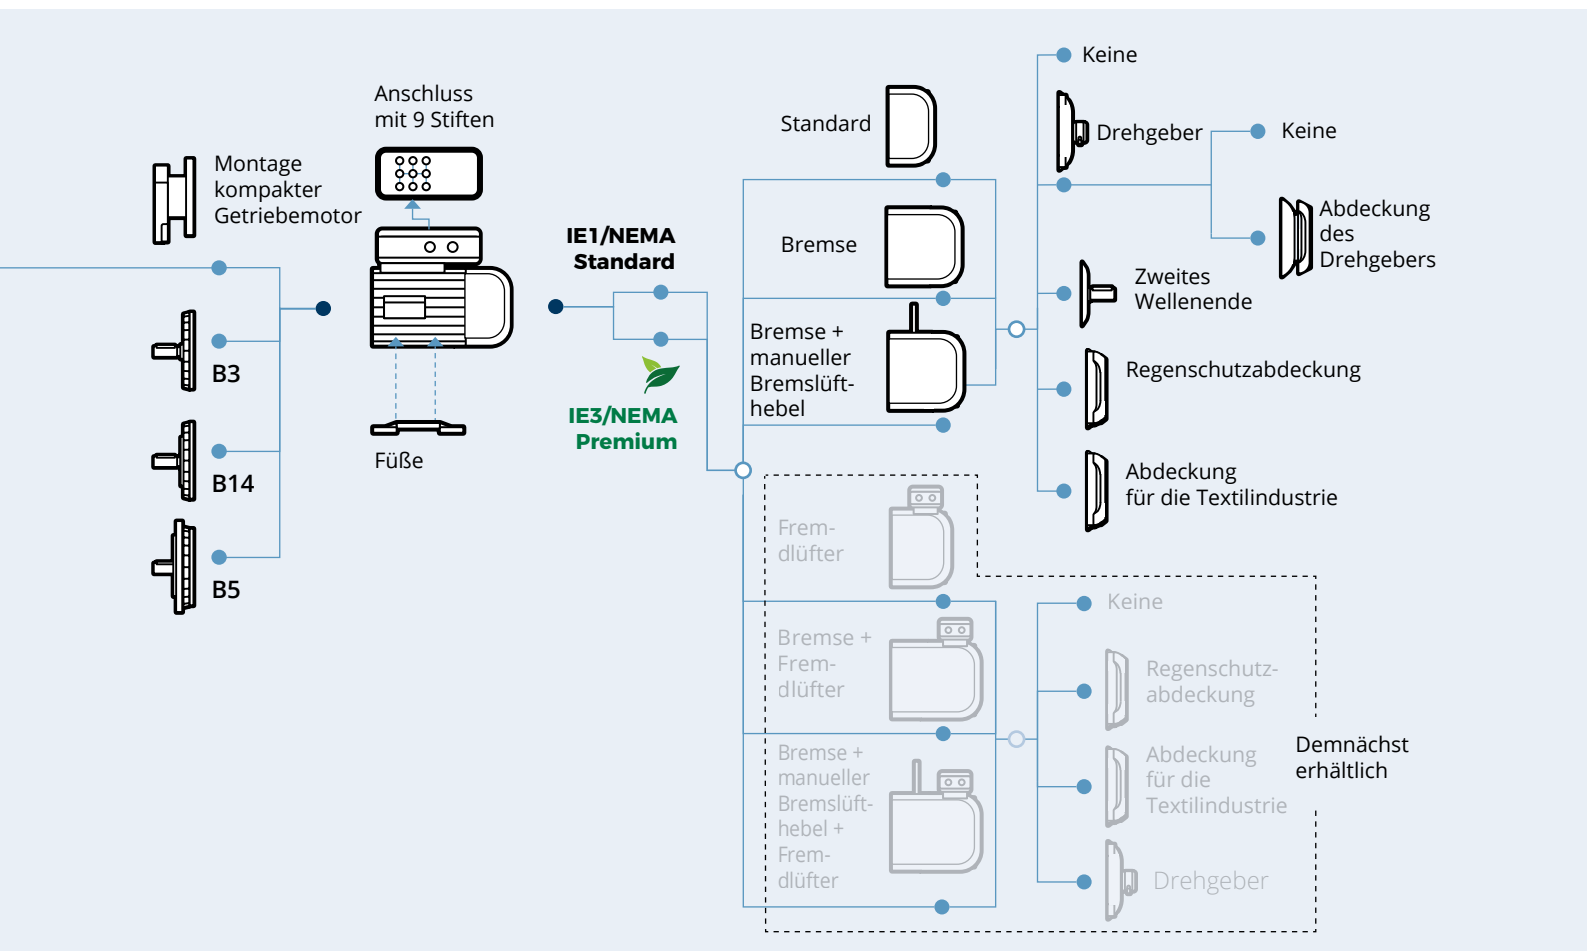 Anschluss
mit 9 Stiften
Montage
kompakter
Getriebemotor
B3
B14
B5
Füße
IE1/NEMA
Standard
IE3/NEMA
Premium
Standard
Bremse
Bremse +
manueller
Bremslüft-
hebel
Keine
Drehgeber
Keine
Abdeckung
des
Drehgebers
Zweites
Wellenende
Regenschutzabdeckung
Abdeckung
für die Textilindustrie
Frem-
dlüfter
Bremse +
Frem-
dlüfter
Bremse +
manueller
Bremslüft-
hebel +
Frem-
dlüfter
Keine
Regenschutz-
abdeckung
Abdeckung
für die
Textilindustrie
Drehgeber
Demnächst
erhältlich